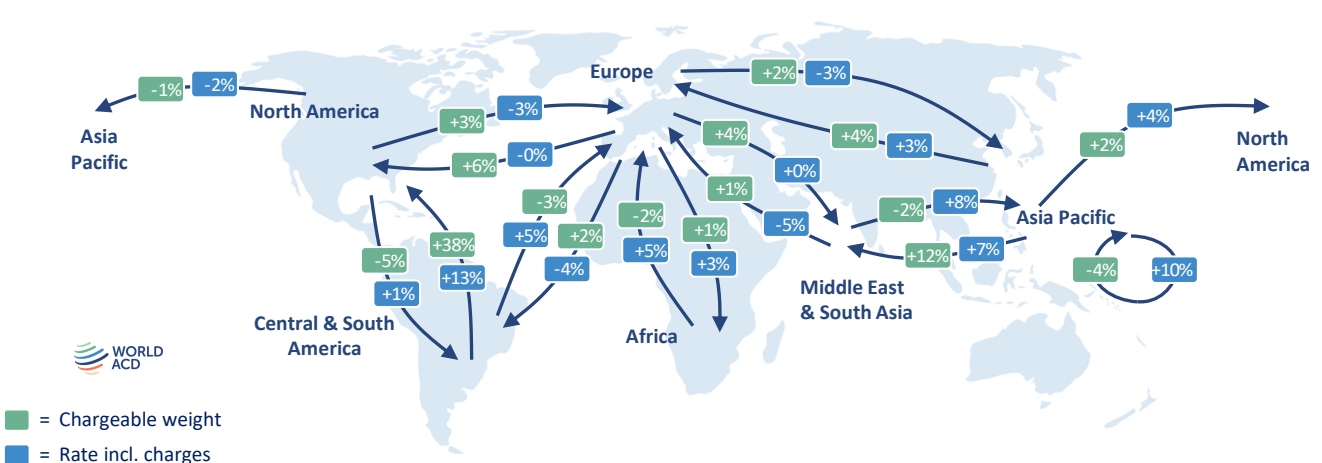 Europe
+2%
-3%
-1%
-2%
North America
Asia
Pacific
+3%
-3%
+6%
-0%
+4%
+4%
+3%
+2%
+4%
North
America
+0%
+1%
-5%
-3%
+5%
+2%
-4%
-2%
+5%
+1%
+3%
-2%
+8%
Asia Pacific
+12%
+7%
-4%
+10%
-5%
+1%
+38%
+13%
Middle East
& South Asia
Central & South
America
Africa
WORLD
ACD
= Chargeable weight
= Rate incl. charges